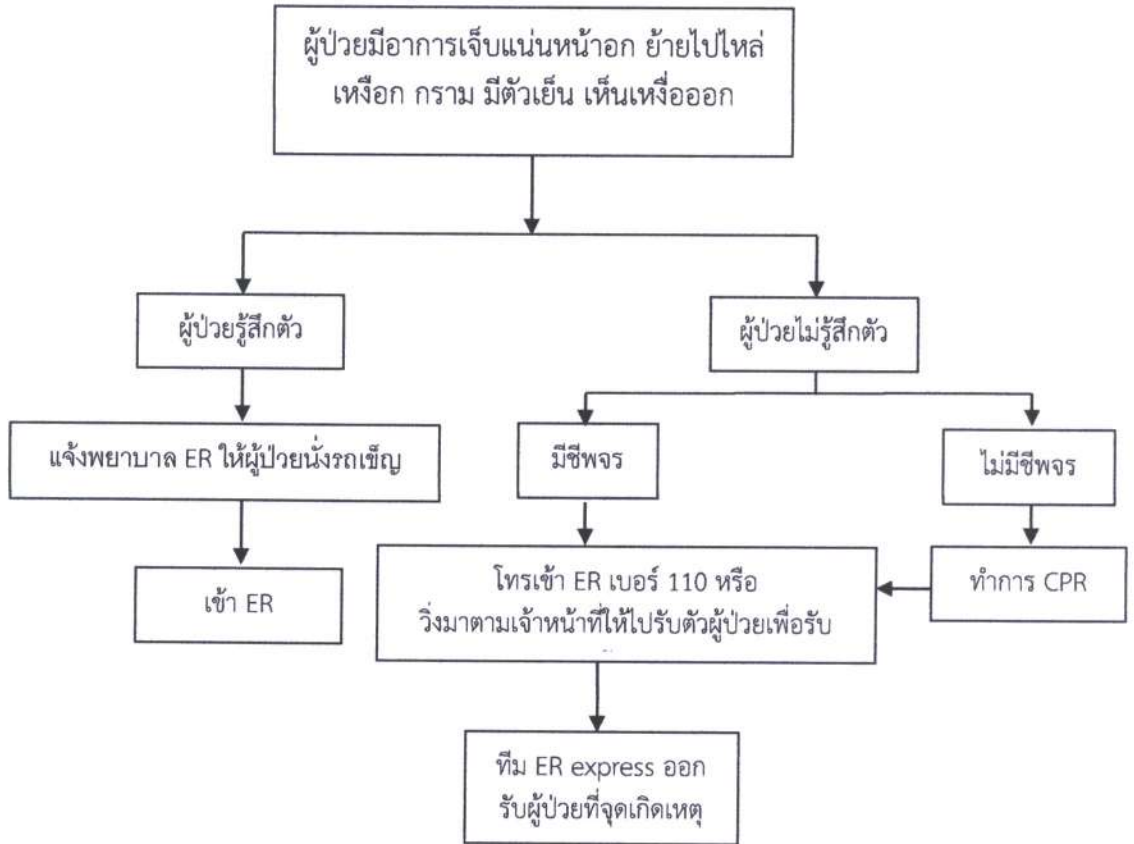 ผู้ป่วยมีอาการเจ็บแน่นหน้าอก ย้ายไปไหล่
เหงือก กราม มีตัวเย็น เห็นเหงื่อออก
ผู้ป่วยรู้สึกตัว
ผู้ป่วยไม่รู้สึกตัว
แจ้งพยาบาล ER ให้ผู้ป่วยนั่งรถเข็ญ
มีชีพจร
ไม่มีชีพจร
เข้า ER
โทรเข้า ER เบอร์ 110 หรือ
วิ่งมาตามเจ้าหน้าที่ให้ไปรับตัวผู้ป่วยเพื่อรับ
ทำการ CPR
ทีม ER express ออก
รับผู้ป่วยที่จุดเกิดเหตุ